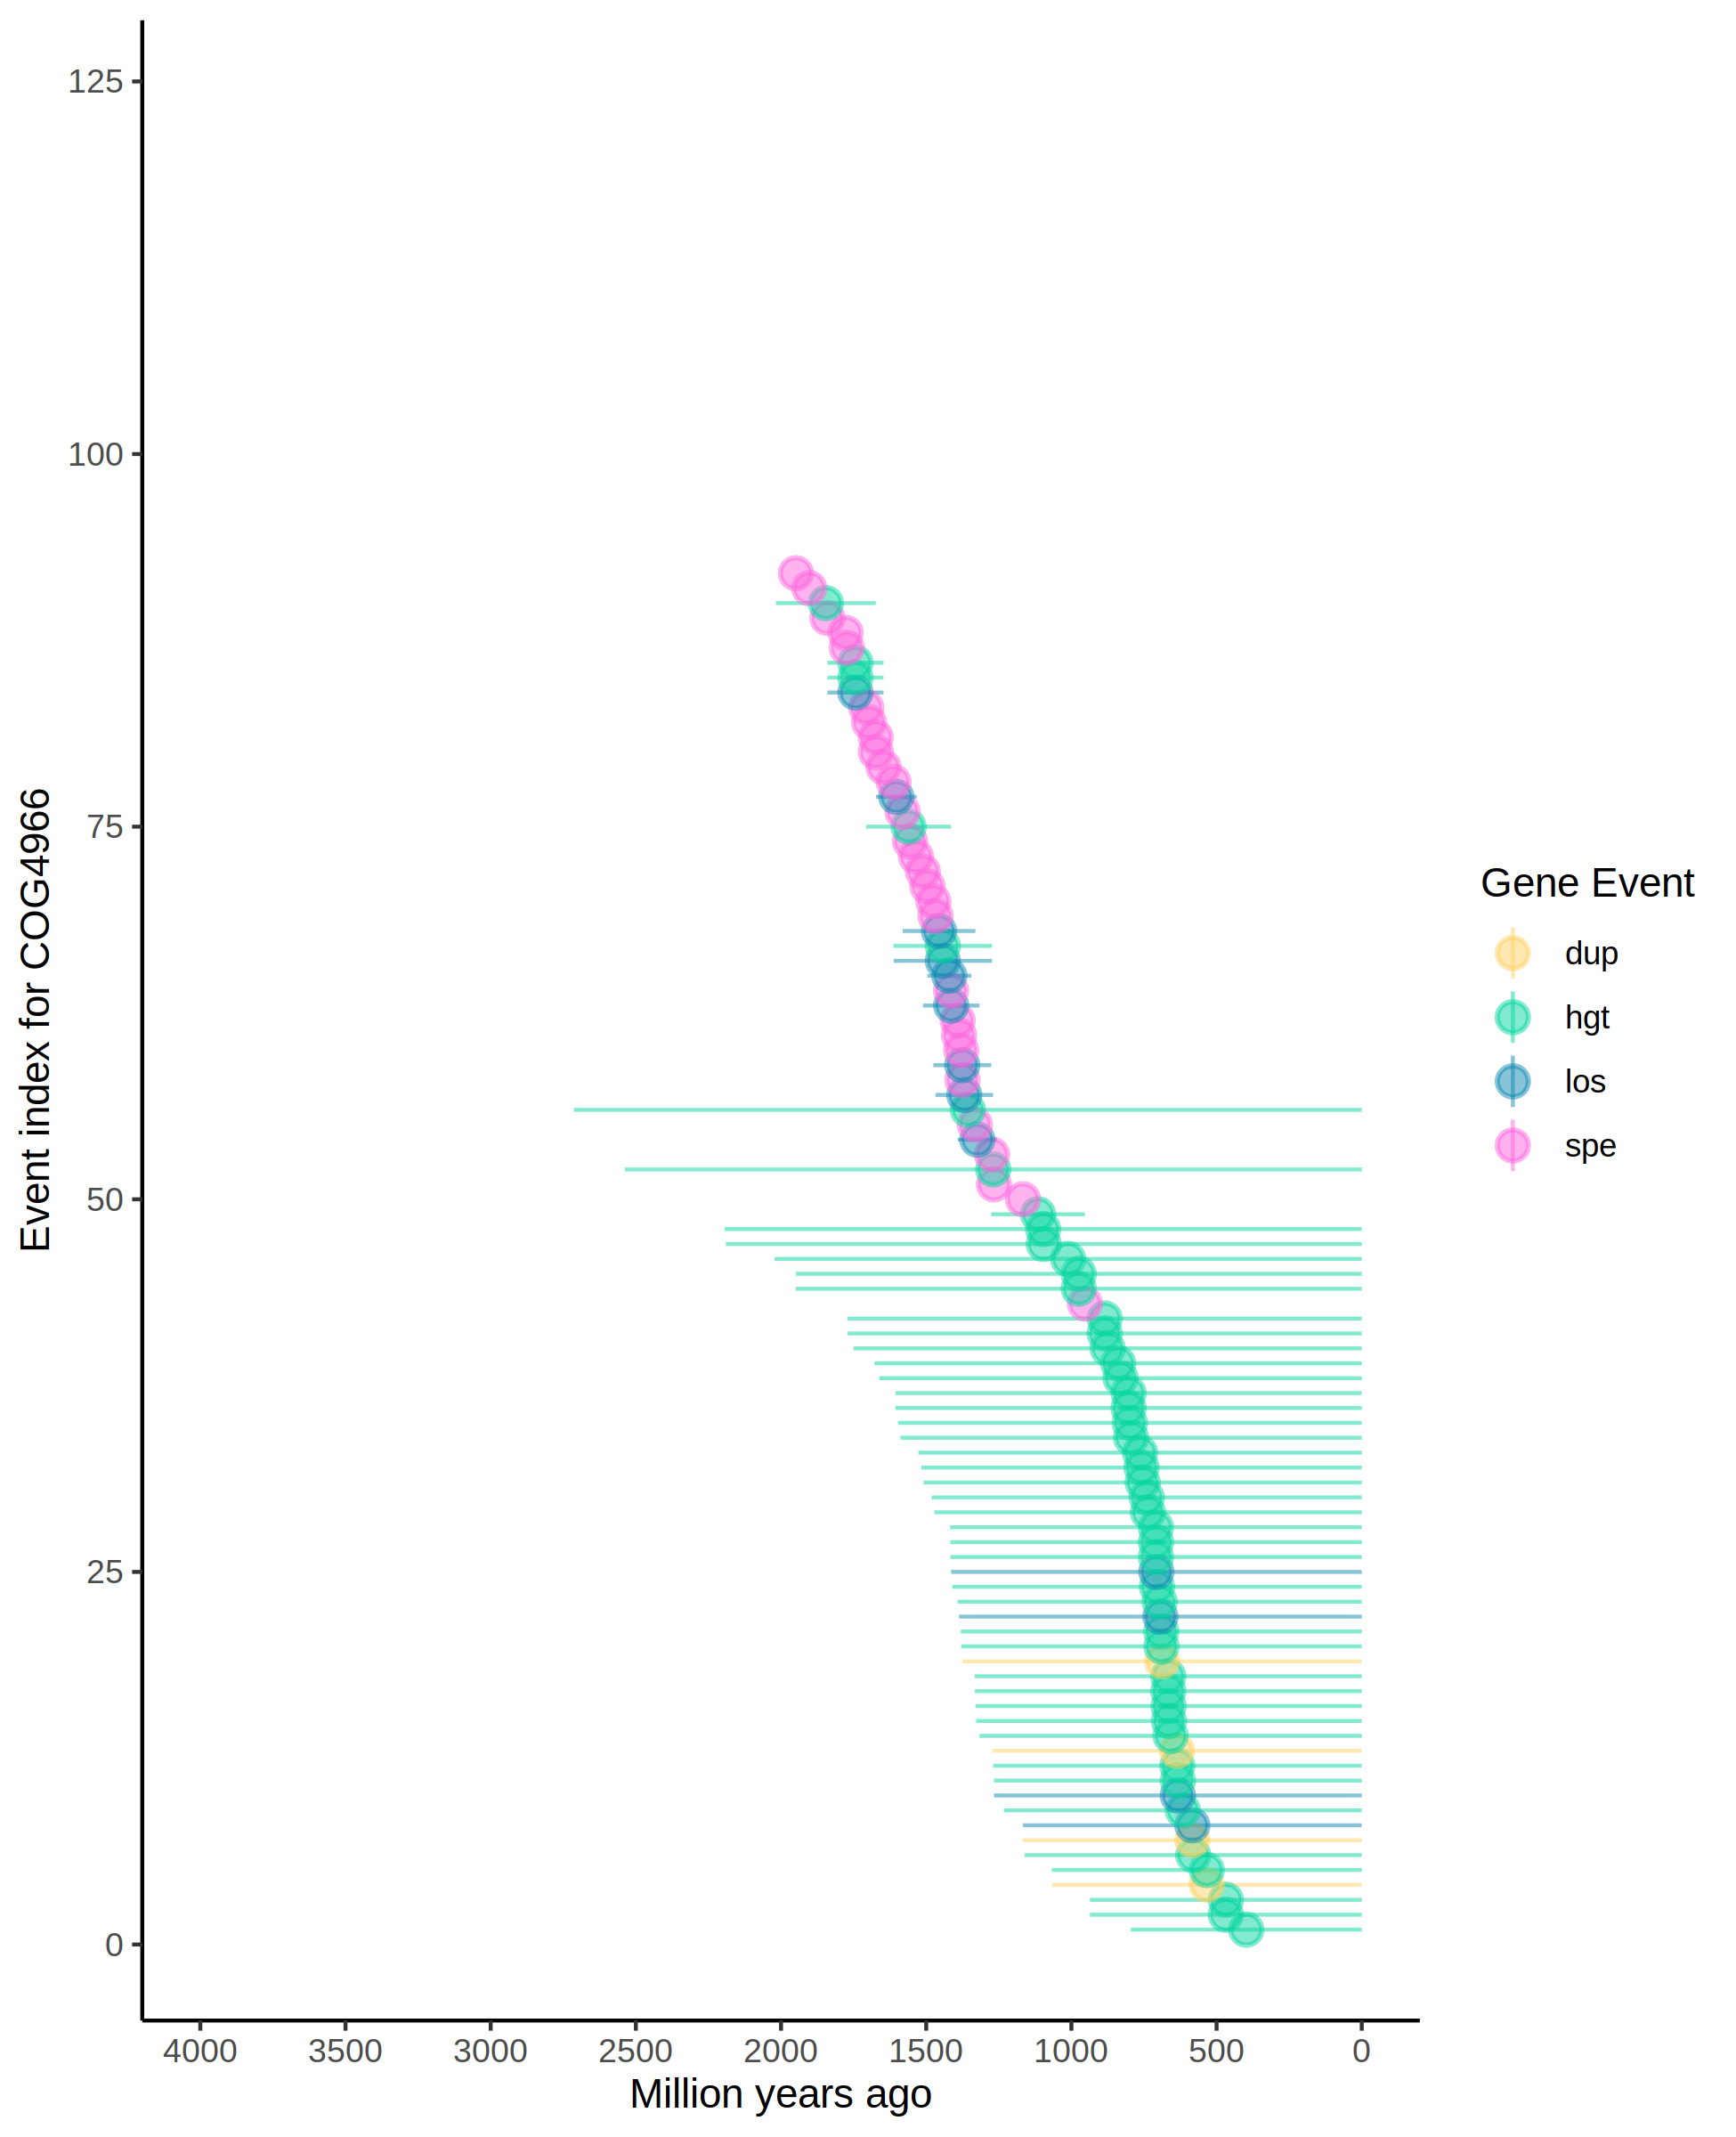 125
100
75
50
25
0
Event index for COG4966
4000 3500 3000 2500 2000 1500 1000 500 0
Million years ago
Gene Event
dup
hgt
los
spe